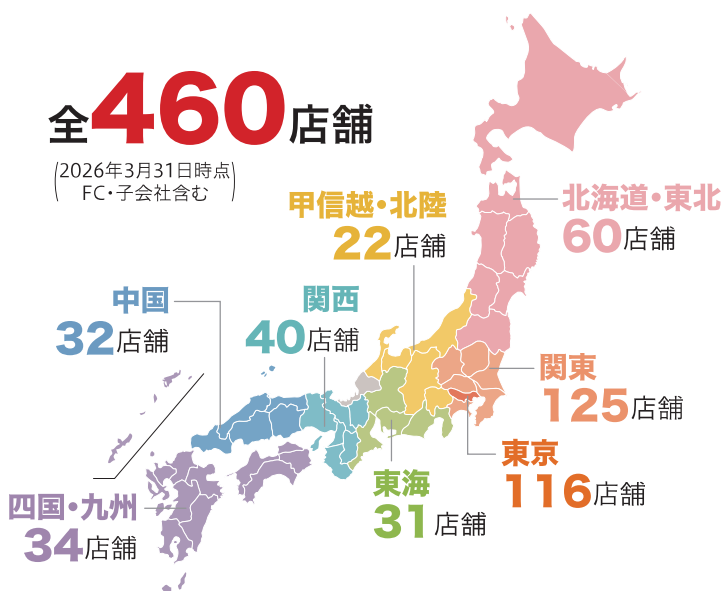 全460店舗
(2026年3月31日時点
FC・子会社含む)
北海道・東北
60店舗
甲信越・北陸
22店舗
中国
32店舗
関西
40店舗
関東
125店舗
東京
116店舗
東海
31店舗
四国・九州
34店舗